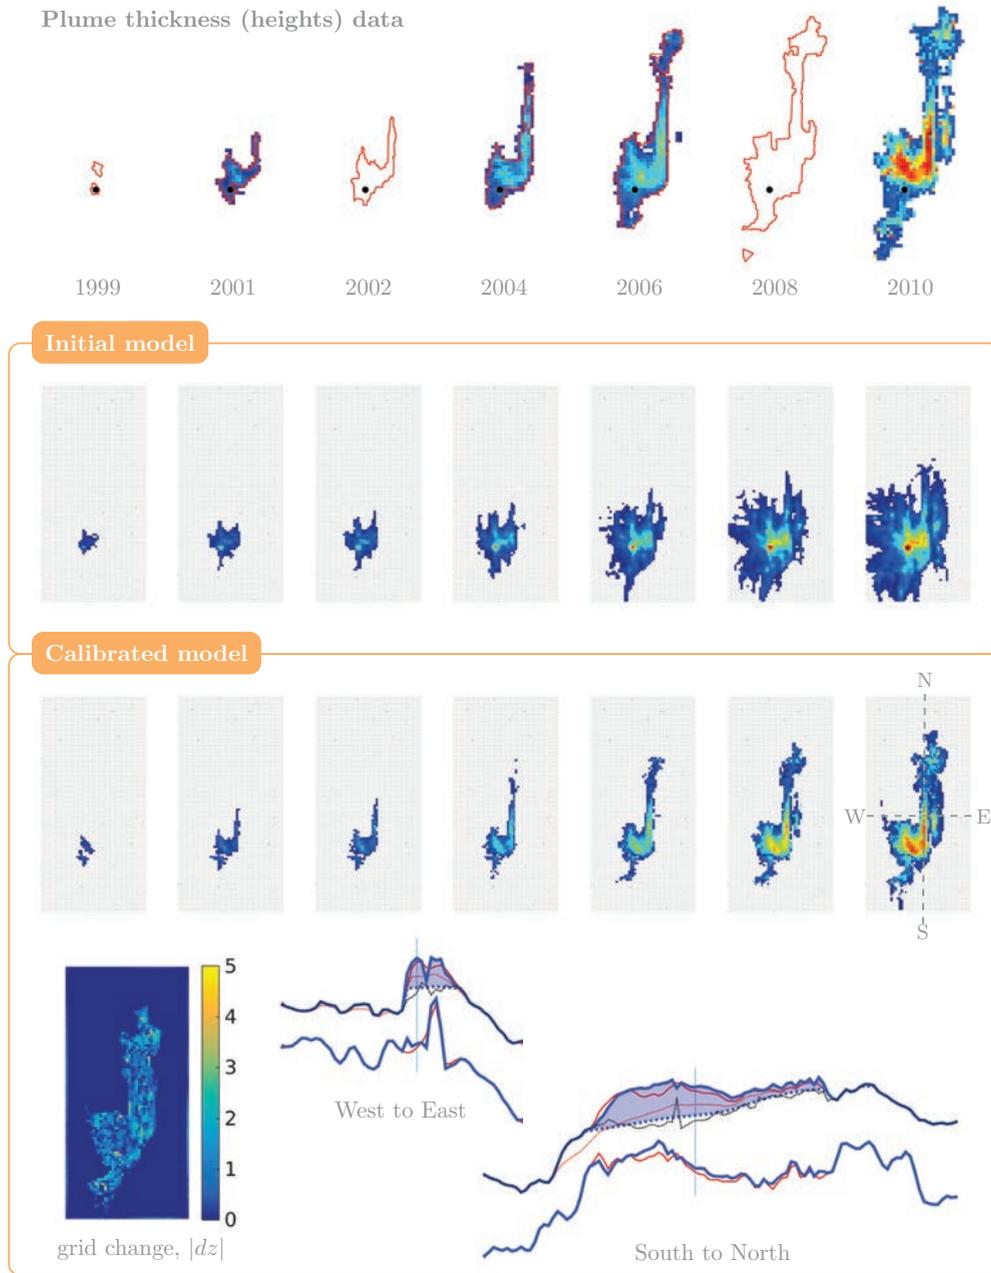 Plume thickness (heights) data
1999 2001 2002 2004 2006 2008 2010
Initial model
Calibrated model
N
W E
S
5
4
3
2
1
0
West to East
grid change, |dz|
South to North